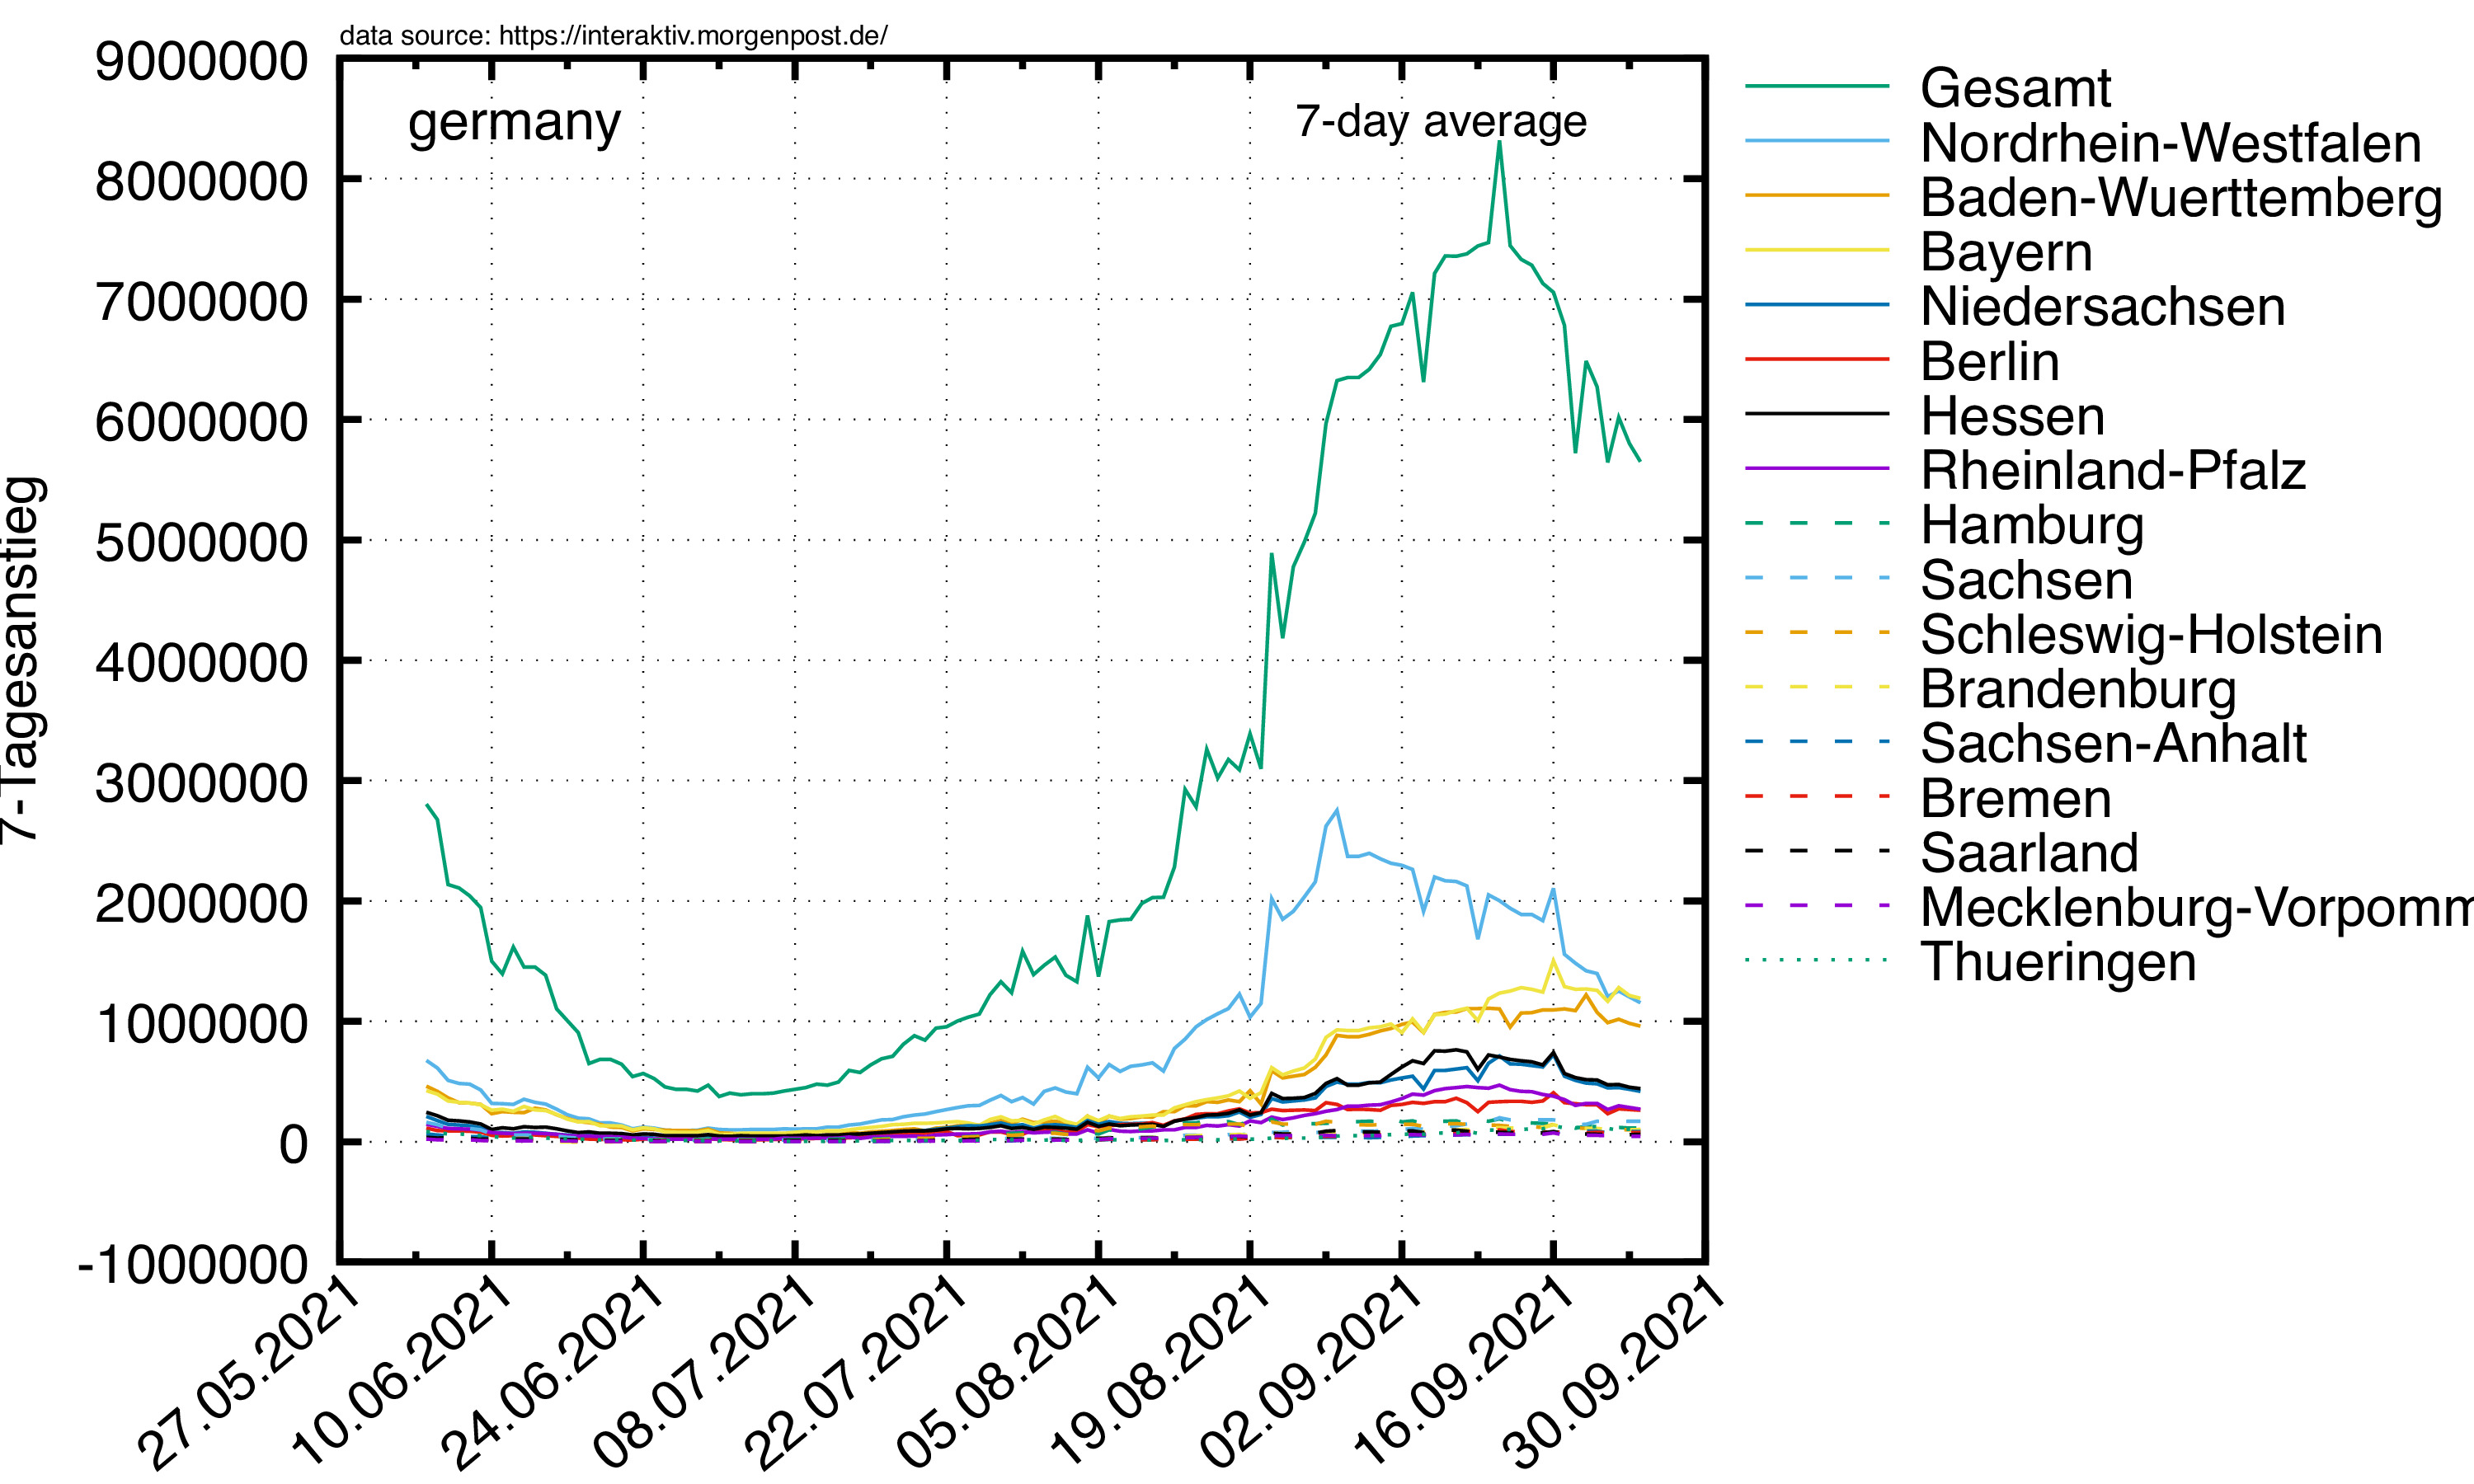 data source: https://interaktiv.morgenpost.de/
germany
7-day average
7-Tagesanstieg
9000000
8000000
7000000
6000000
5000000
4000000
3000000
2000000
1000000
0
-1000000
27.05.2021
10.06.2021
24.06.2021
08.07.2021
22.07.2021
05.08.2021
19.08.2021
02.09.2021
16.09.2021
30.09.2021
Gesamt
Nordrhein-Westfalen
Baden-Wuerttemberg
Bayern
Niedersachsen
Berlin
Hessen
Rheinland-Pfalz
Hamburg
Sachsen
Schleswig-Holstein
Brandenburg
Sachsen-Anhalt
Bremen
Saarland
Mecklenburg-Vorpomm
Thueringen